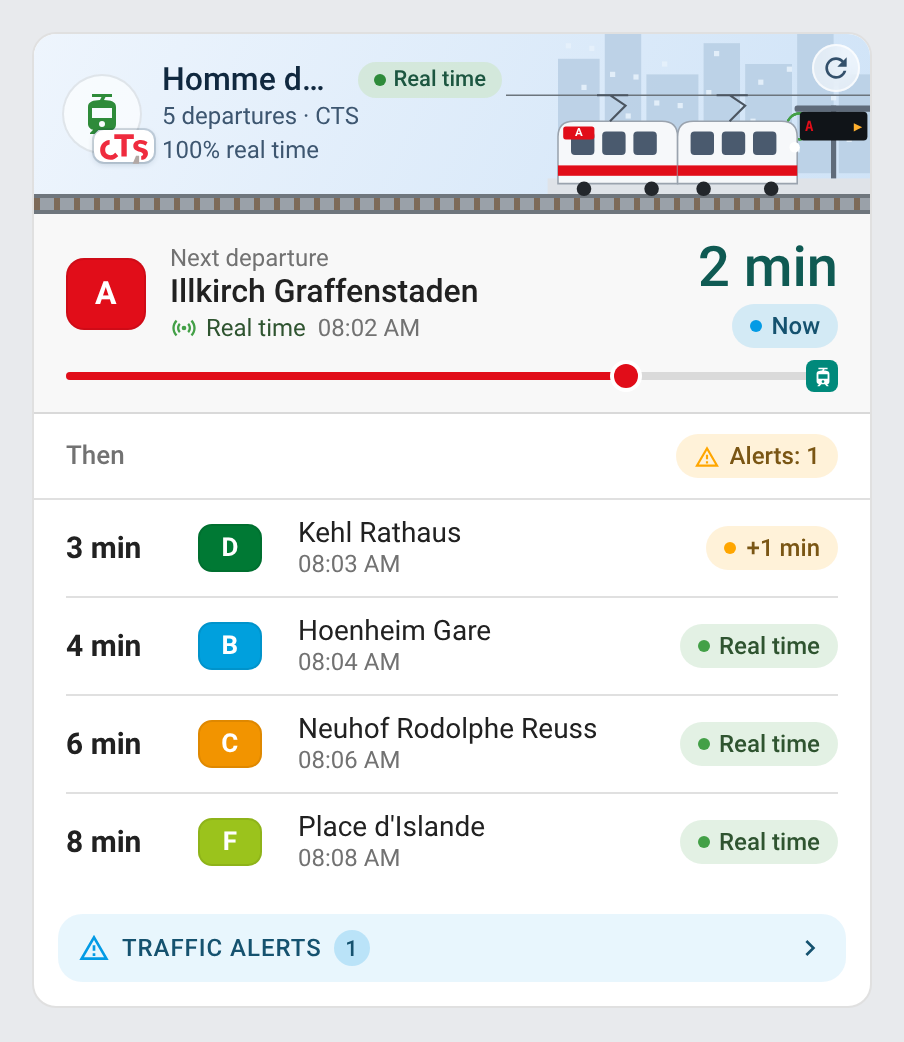 Homme d...
Real time
5 departures · CTS
100% real time
CTS
A
A
A
Next departure
Illkirch Graffenstaden
Real time 08:02 AM
2 min
Now
Then
Alerts: 1
3 min
D
Kehl Rathaus
08:03 AM
+1 min
4 min
B
Hoenheim Gare
08:04 AM
Real time
6 min
C
Neuhof Rodolphe Reuss
08:06 AM
Real time
8 min
F
Place d'Islande
08:08 AM
Real time
TRAFFIC ALERTS 1